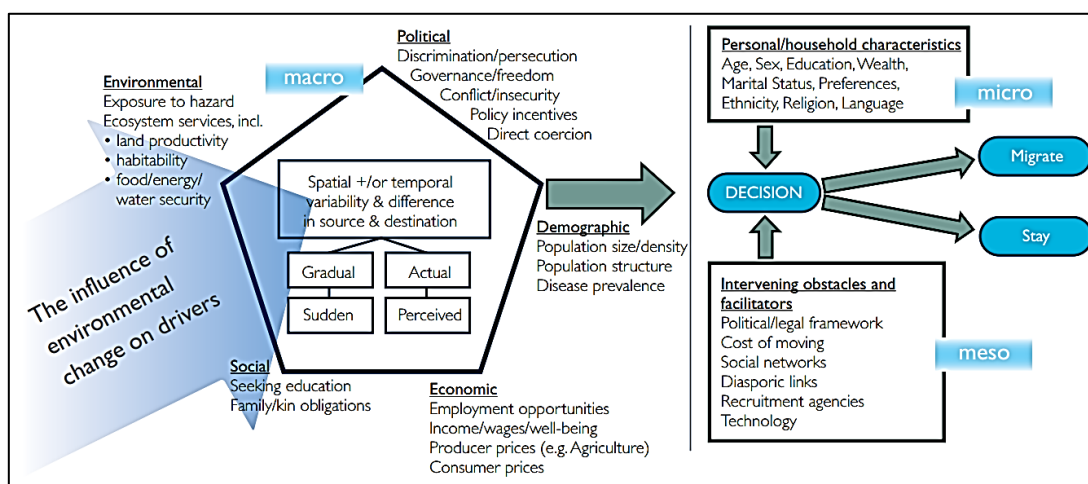 Political
Discrimination/persecution
Governance/freedom
Conflict/insecurity
Policy incentives
Direct coercion
macro
Environmental
Exposure to hazard
Ecosystem services, incl.
• land productivity
• habitability
• food/energy/
water security
Spatial +/or temporal
variability & difference
in source & destination
Gradual
Actual
Sudden
Perceived
The influence of
environmental
change on drivers
Demographic
Population size/density
Population structure
Disease prevalence
Social
Seeking education
Family/kin obligations
Economic
Employment opportunities
Income/wages/well-being
Producer prices (e.g. Agriculture)
Consumer prices
Personal/household characteristics
Age, Sex, Education, Wealth,
Marital Status, Preferences,
Ethnicity, Religion, Language
micro
DECISION
Migrate
Stay
Intervening obstacles and
facilitators
Political/legal framework
Cost of moving
Social networks
Diasporic links
Recruitment agencies
Technology
meso